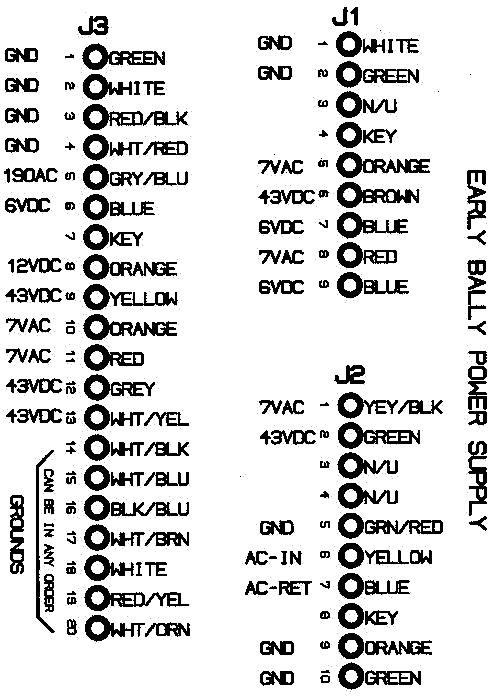 J3
GND 1 GREEN
GND 2 WHITE
GND 3 RED/BLK
GND 4 WHT/RED
190AC 5 GRY/BLU
6VDC 6 BLUE
7 KEY
12VDC 8 ORANGE
43VDC 9 YELLOW
7VAC 10 ORANGE
7VAC 11 RED
43VDC 12 GREY
43VDC 13 WHT/YEL
14 WHT/BLK
15 WHT/BLU
16 BLK/BLU
17 WHT/BRN
18 WHITE
19 RED/YEL
20 WHT/ORN
GROUNDS
CAN BE IN ANY ORDER
J1
GND 1 WHITE
GND 2 GREEN
3 N/U
4 KEY
7VAC 5 ORANGE
43VDC 6 BROWN
6VDC 7 BLUE
7VAC 8 RED
6VDC 9 BLUE
J2
7VAC 1 YEY/BLK
43VDC 2 GREEN
3 N/U
4 N/U
GND 5 GRN/RED
AC-IN 6 YELLOW
AC-RET 7 BLUE
8 KEY
GND 9 ORANGE
GND 10 GREEN
EARLY BALLY POWER SUPPLY